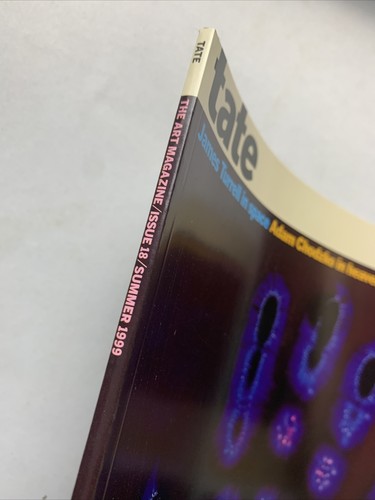 TATE
THE ART MAGAZINE/ISSUE 18/SUMMER 1999
tate
James Turrell in space Adam Chodzko in heaven